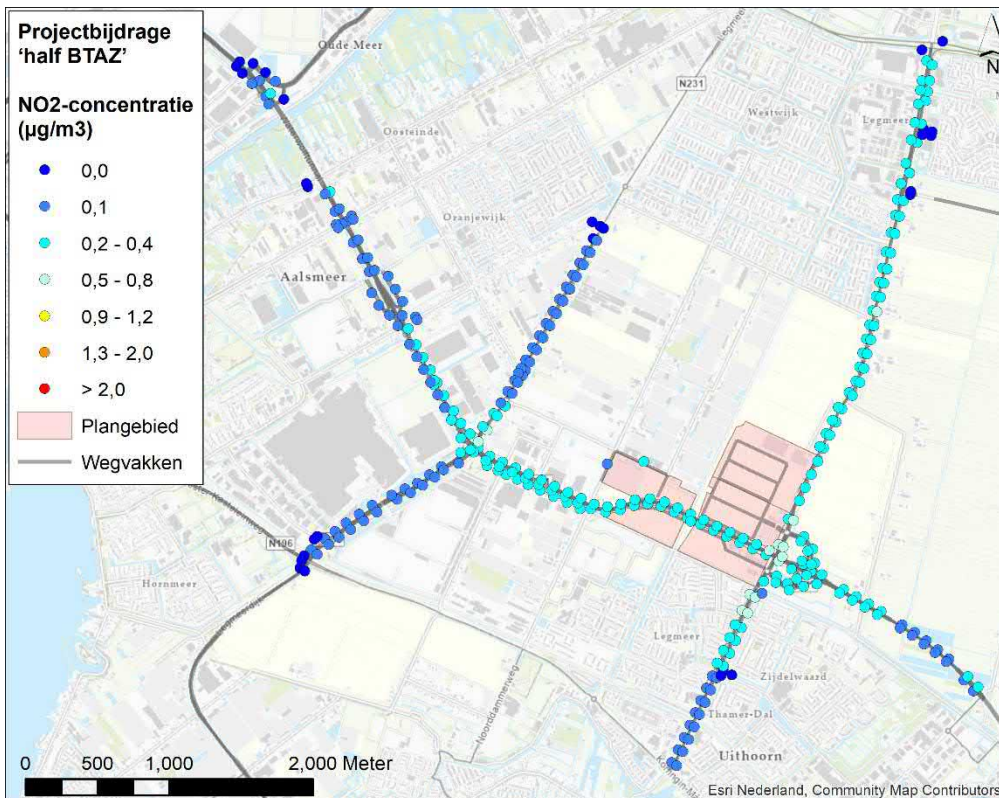 Projectbijdrage
'half BTAZ'
NO2-concentratie
(µg/m3)
0,0
0,1
0,2 - 0,4
0,5 - 0,8
0,9 - 1,2
1,3 - 2,0
> 2,0
Plangebied
Wegvakken
Oude Meer
Legmeer
N
N231
Westwijk
Legmeer
Oosteinde
Oranjewijk
Aalsmeer
N196
Hornmeer
Legmeerdijk
Noorddammerweg
Legmeer
Zijdelwaard
Thamer-Dal
Uithoorn
0 500 1,000 2,000 Meter
Esri Nederland, Community Map Contributors